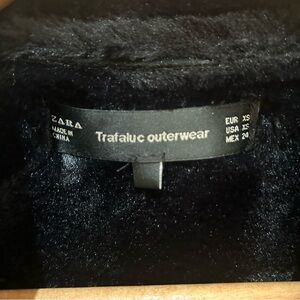 ZARA
MADE IN
CHINA
Trafaluc outerwear
EUR XS
USA XS
MEX 24